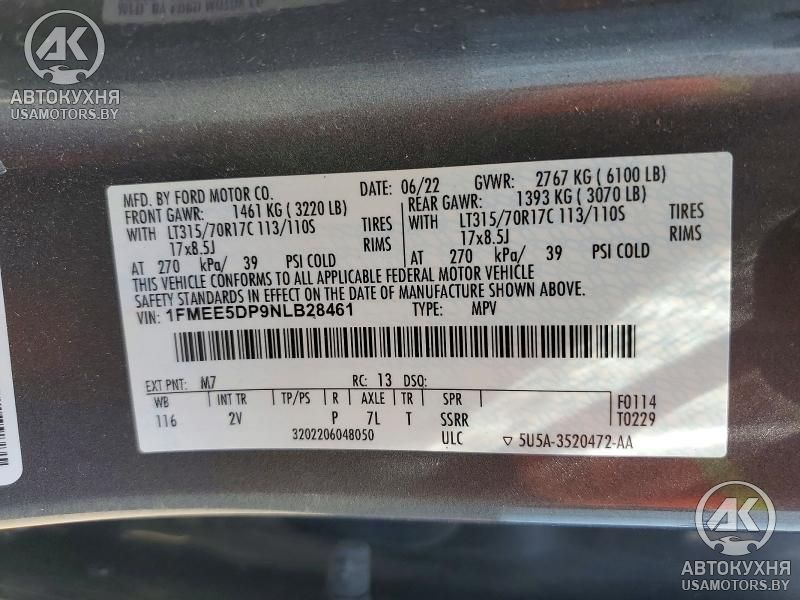 AK
АВТОКУХНЯ
USAMOTORS.BY
MFD. BY FORD MOTOR CO. DATE: 06/22 GVWR: 2767 KG ( 6100 LB)
FRONT GAWR: 1461 KG ( 3220 LB) REAR GAWR: 1393 KG ( 3070 LB)
WITH LT315/70R17C 113/110S TIRES WITH LT315/70R17C 113/110S TIRES
17x8.5J RIMS 17x8.5J RIMS
AT 270 kPa/ 39 PSI COLD AT 270 kPa/ 39 PSI COLD
THIS VEHICLE CONFORMS TO ALL APPLICABLE FEDERAL MOTOR VEHICLE
SAFETY STANDARDS IN EFFECT ON THE DATE OF MANUFACTURE SHOWN ABOVE.
VIN: 1FMEE5DP9NLB28461 TYPE: MPV
EXT PNT: M7 RC: 13 DSO:
WB INT TR TP/PS R AXLE TR SPR F0114
116 2V P 7L T SSRR T0229
3202206048050 ULC ▽ 5U5A-3520472-AA
AK
АВТОКУХНЯ
USAMOTORS.BY